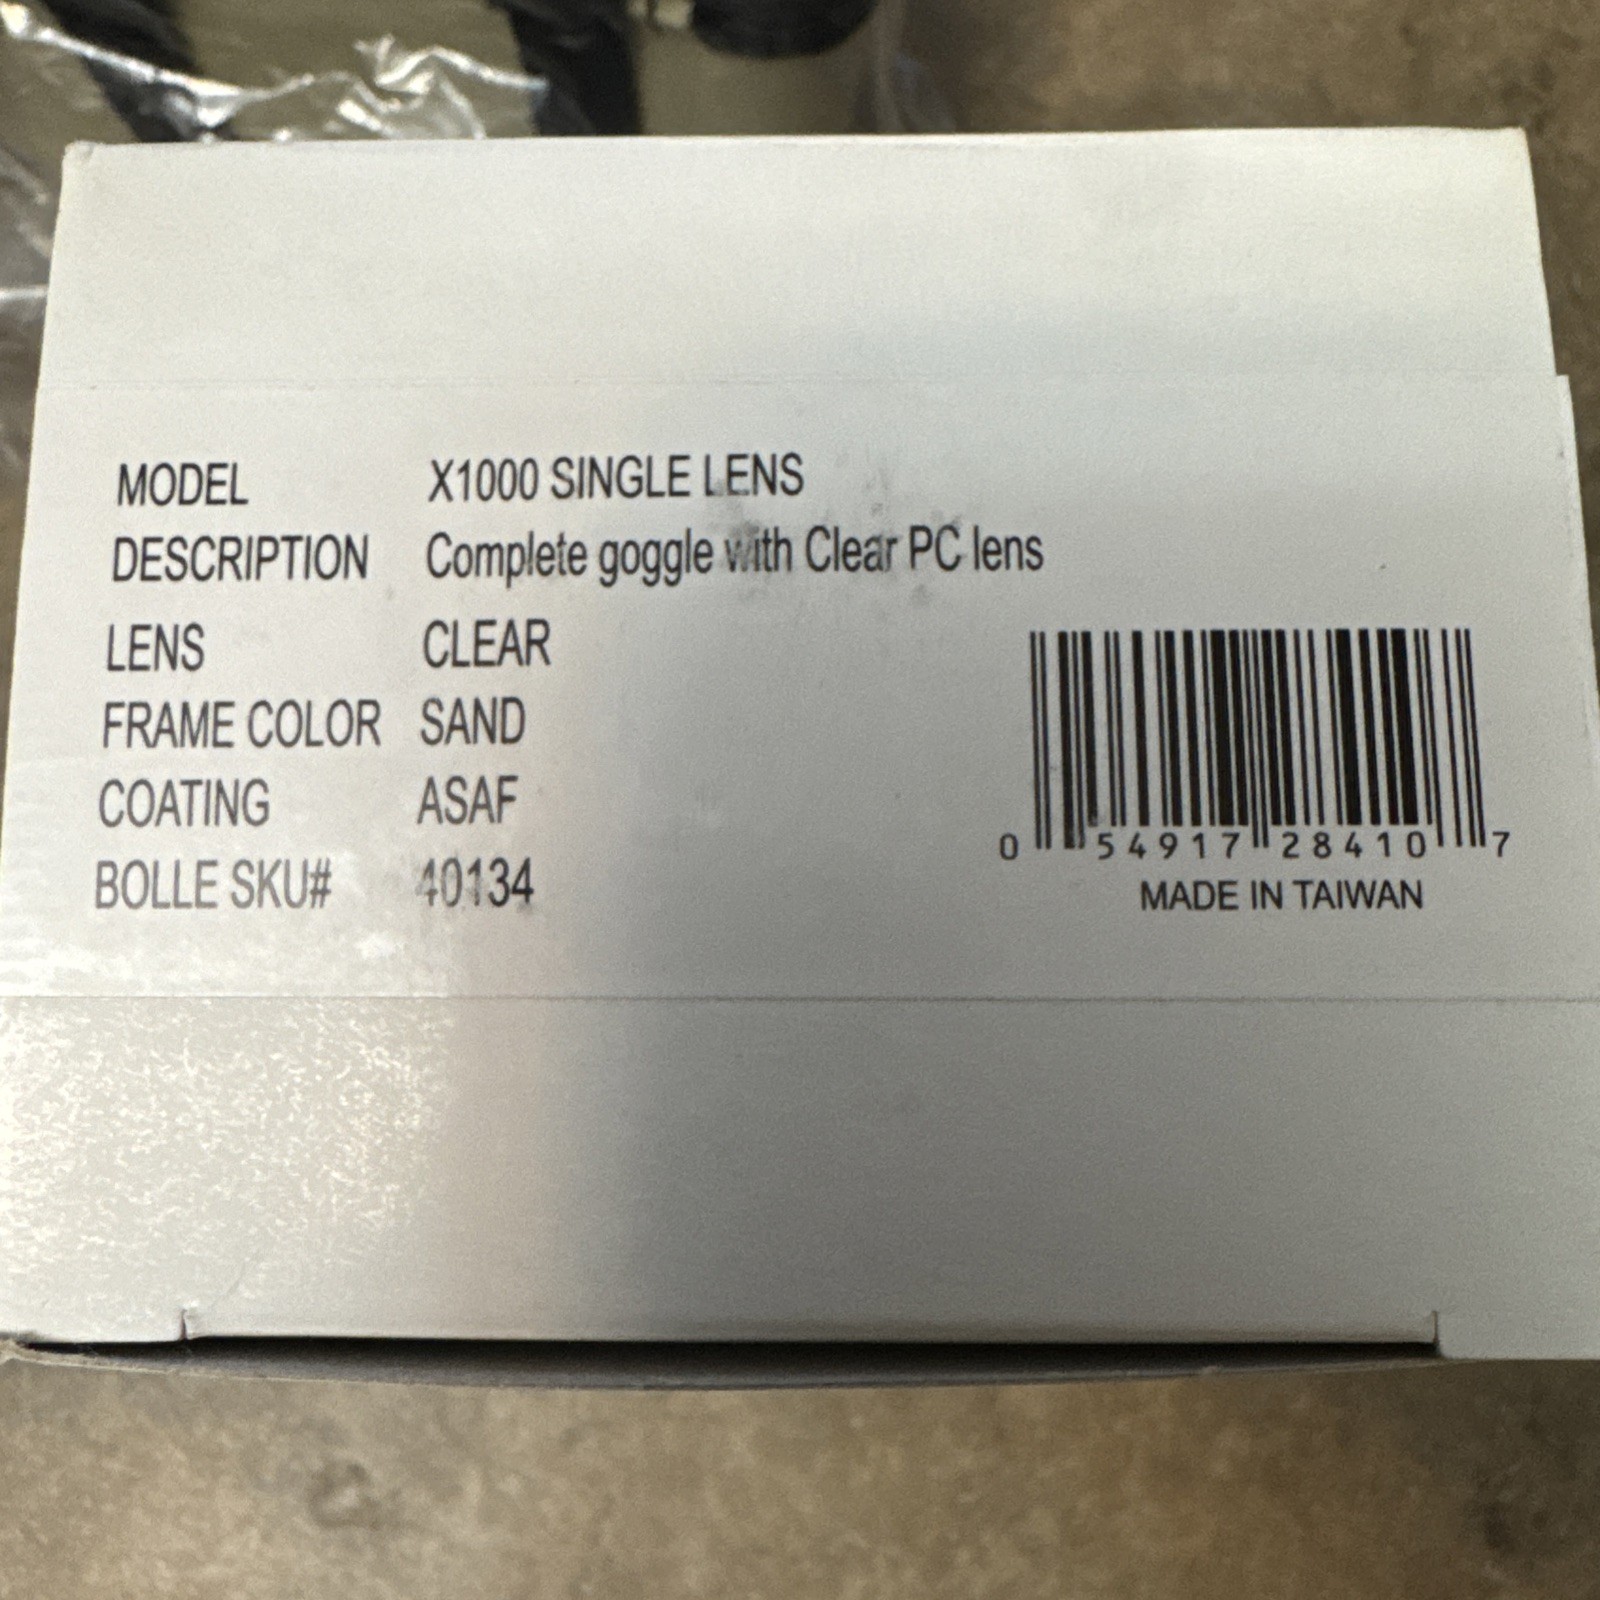 MODEL X1000 SINGLE LENS
DESCRIPTION Complete goggle with Clear PC lens
LENS CLEAR
FRAME COLOR SAND
COATING ASAF
BOLLE SKU# 40134
0 54917 28410 7
MADE IN TAIWAN